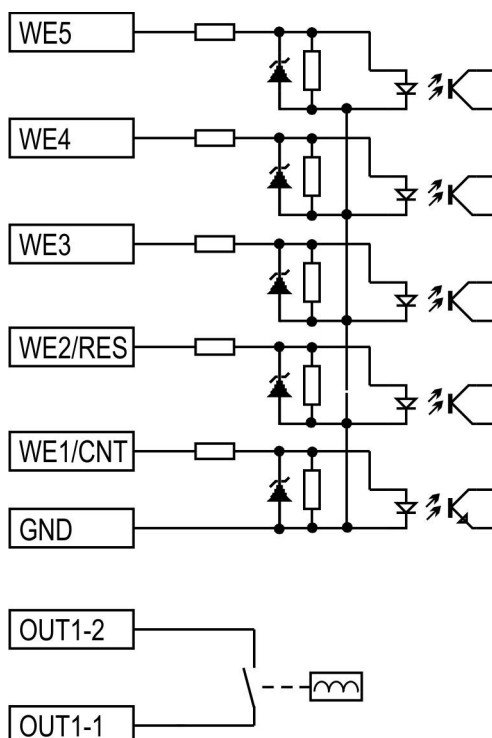 WE5
WE4
WE3
WE2/RES
WE1/CNT
GND
OUT1-2
OUT1-1